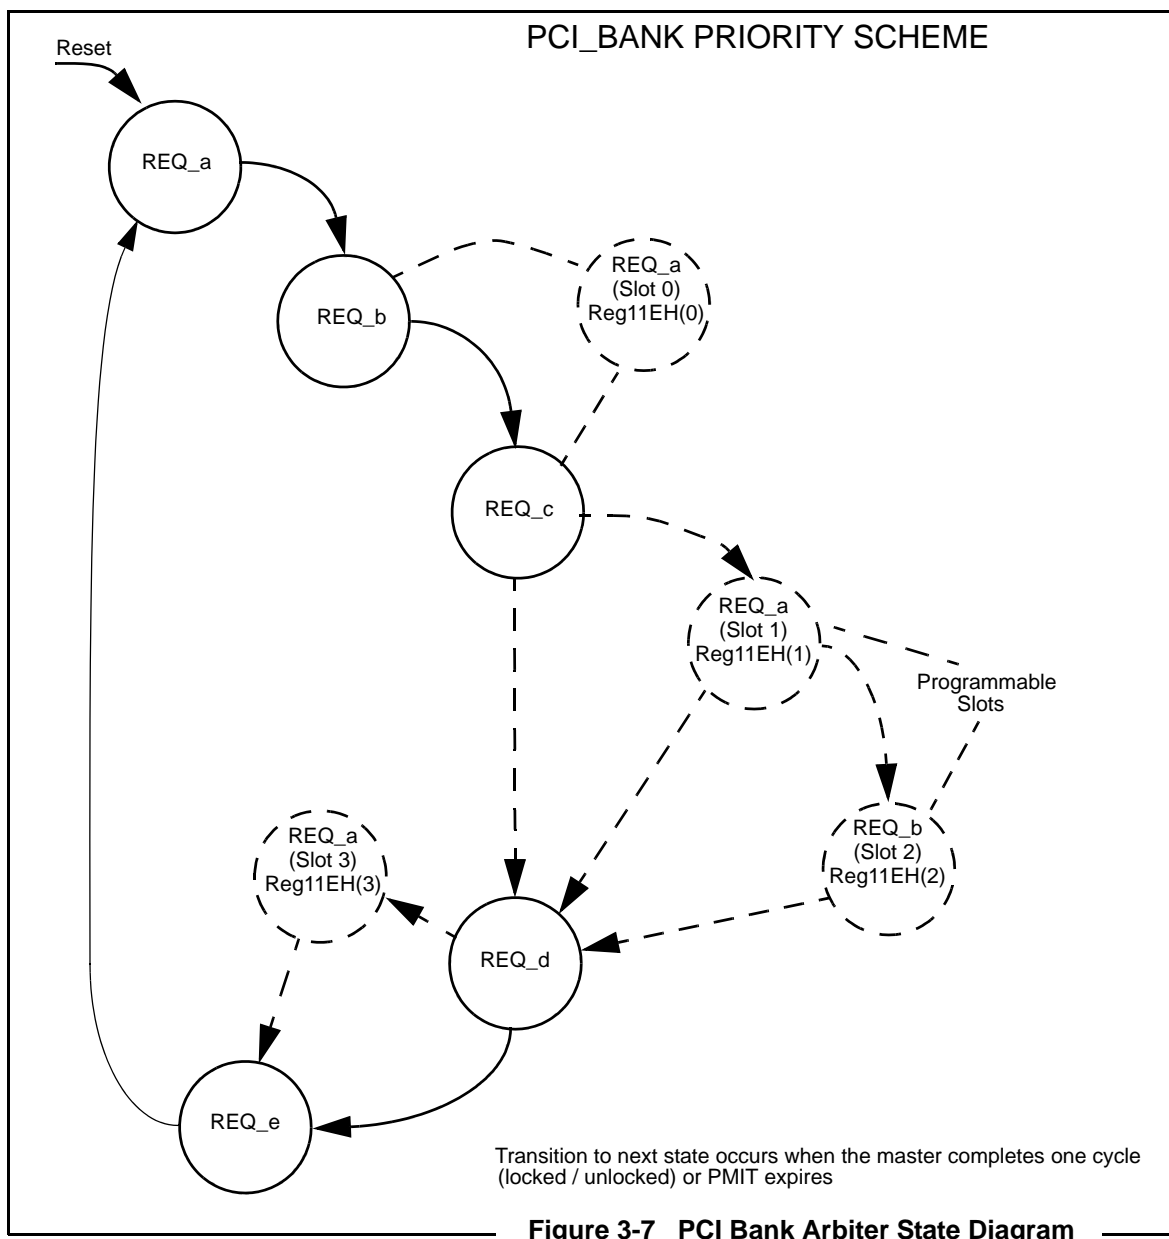 PCI_BANK PRIORITY SCHEME
Reset
REQ_a
REQ_b
REQ_a
(Slot 0)
Reg11EH(0)
REQ_c
REQ_a
(Slot 1)
Reg11EH(1)
Programmable
Slots
REQ_a
(Slot 3)
Reg11EH(3)
REQ_b
(Slot 2)
Reg11EH(2)
REQ_d
REQ_e
Transition to next state occurs when the master completes one cycle
(locked / unlocked) or PMIT expires
Figure 3-7 PCI Bank Arbiter State Diagram